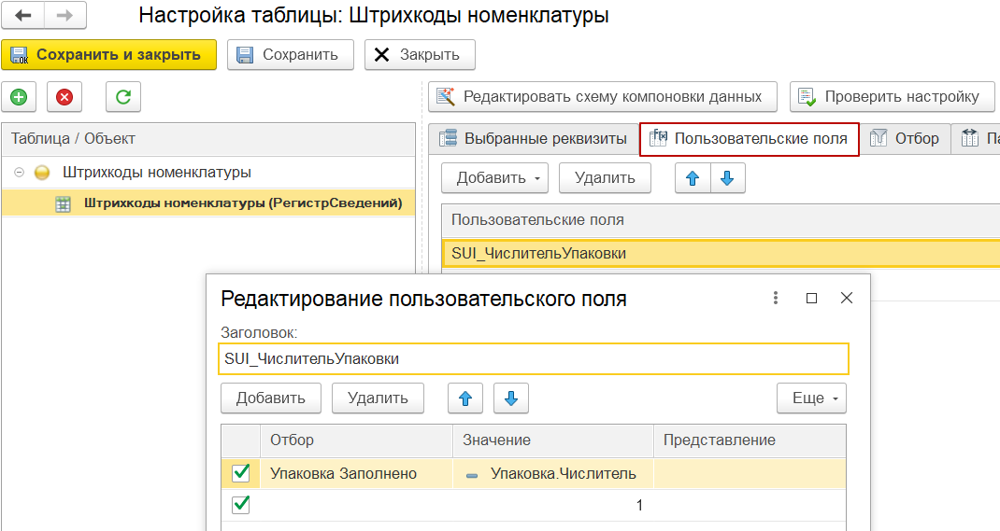 Настройка таблицы: Штрихкоды номенклатуры
Сохранить и закрыть
Сохранить
Закрыть
Редактировать схему компоновки данных
Проверить настройку
Таблица / Объект
Выбранные реквизиты
Пользовательские поля
Отбор
Па
Штрихкоды номенклатуры
Добавить
Удалить
Штрихкоды номенклатуры (РегистрСведений)
Пользовательские поля
SUI_ЧислительУпаковки
Редактирование пользовательского поля
Заголовок:
SUI_ЧислительУпаковки
Добавить
Удалить
Еще
Отбор
Значение
Представление
Упаковка Заполнено
Упаковка.Числитель
1